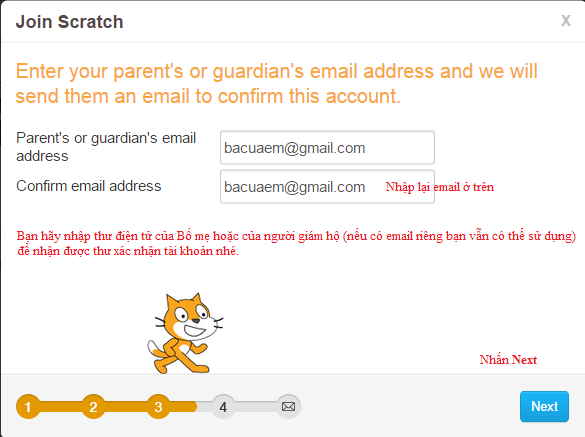 Join Scratch
X
Enter your parent's or guardian's email address and we will
send them an email to confirm this account.
Parent's or guardian's email
address
bacuaem@gmail.com
Confirm email address
bacuaem@gmail.com
Nhập lại email ở trên
Bạn hãy nhập thư điện tử của Bố mẹ hoặc của người giám hộ (nếu có email riêng bạn vẫn có thể sử dụng)
để nhận được thư xác nhận tài khoản nhé.
Nhấn Next
1 2 3 4
Next